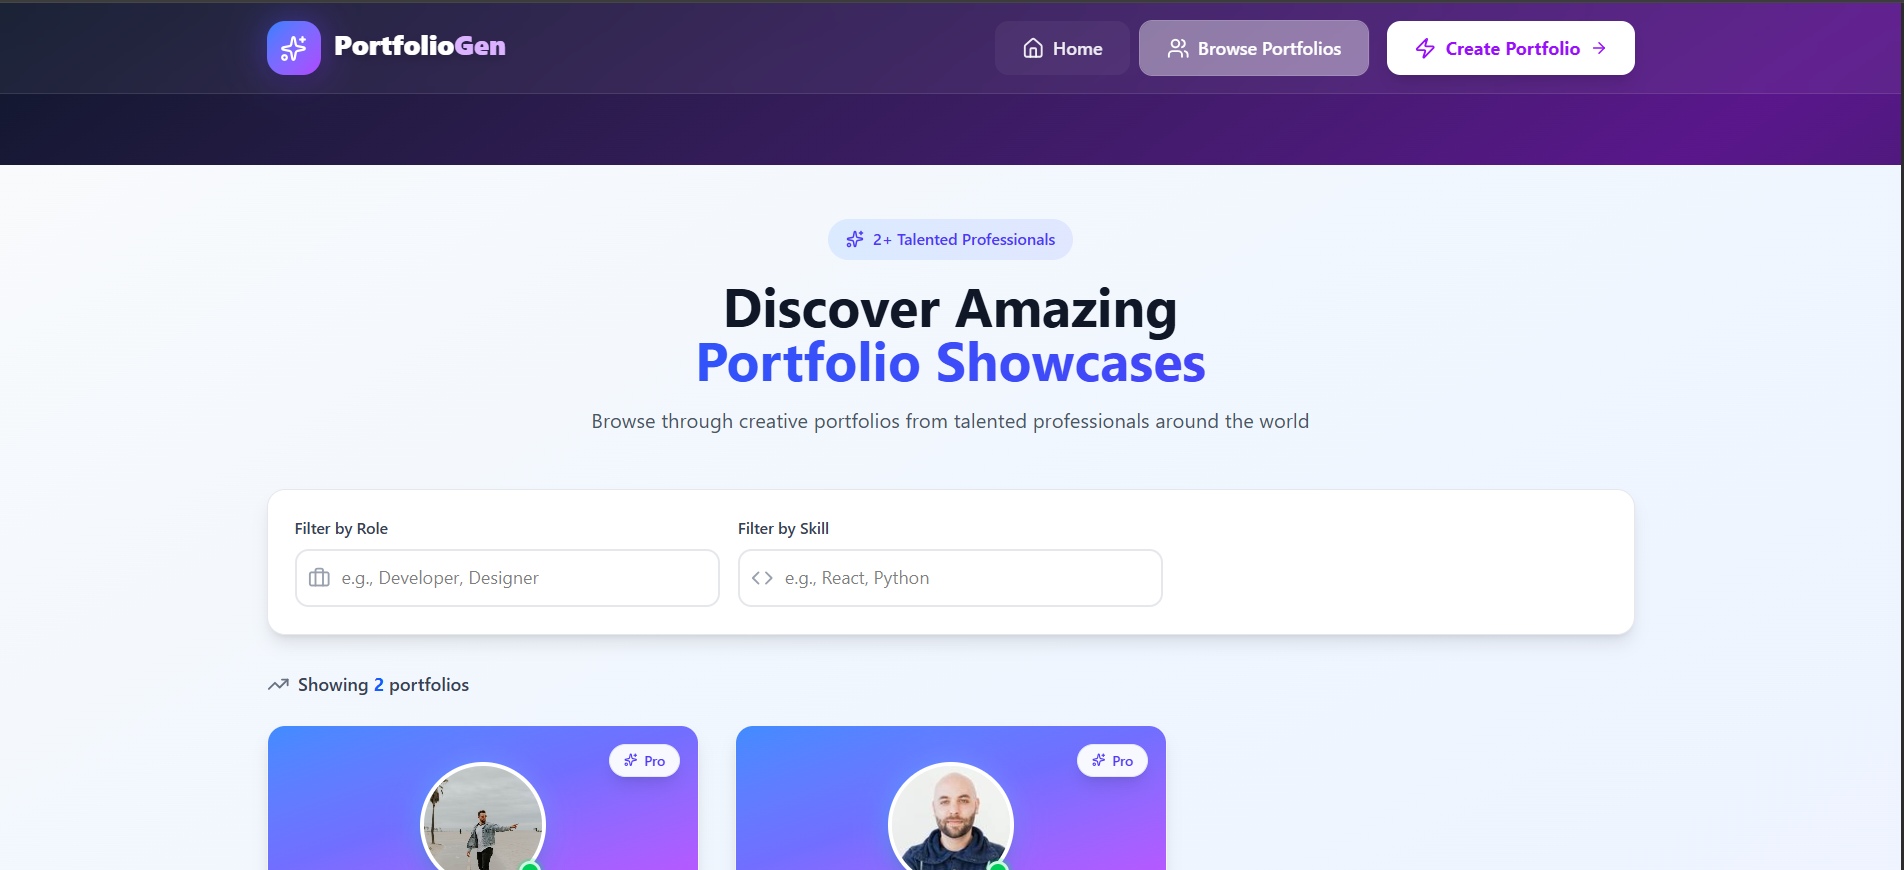 PortfolioGen
Home
Browse Portfolios
Create Portfolio
2+ Talented Professionals
Discover Amazing
Portfolio Showcases
Browse through creative portfolios from talented professionals around the world
Filter by Role
Filter by Skill
e.g., Developer, Designer
e.g., React, Python
Showing 2 portfolios
Pro
Pro